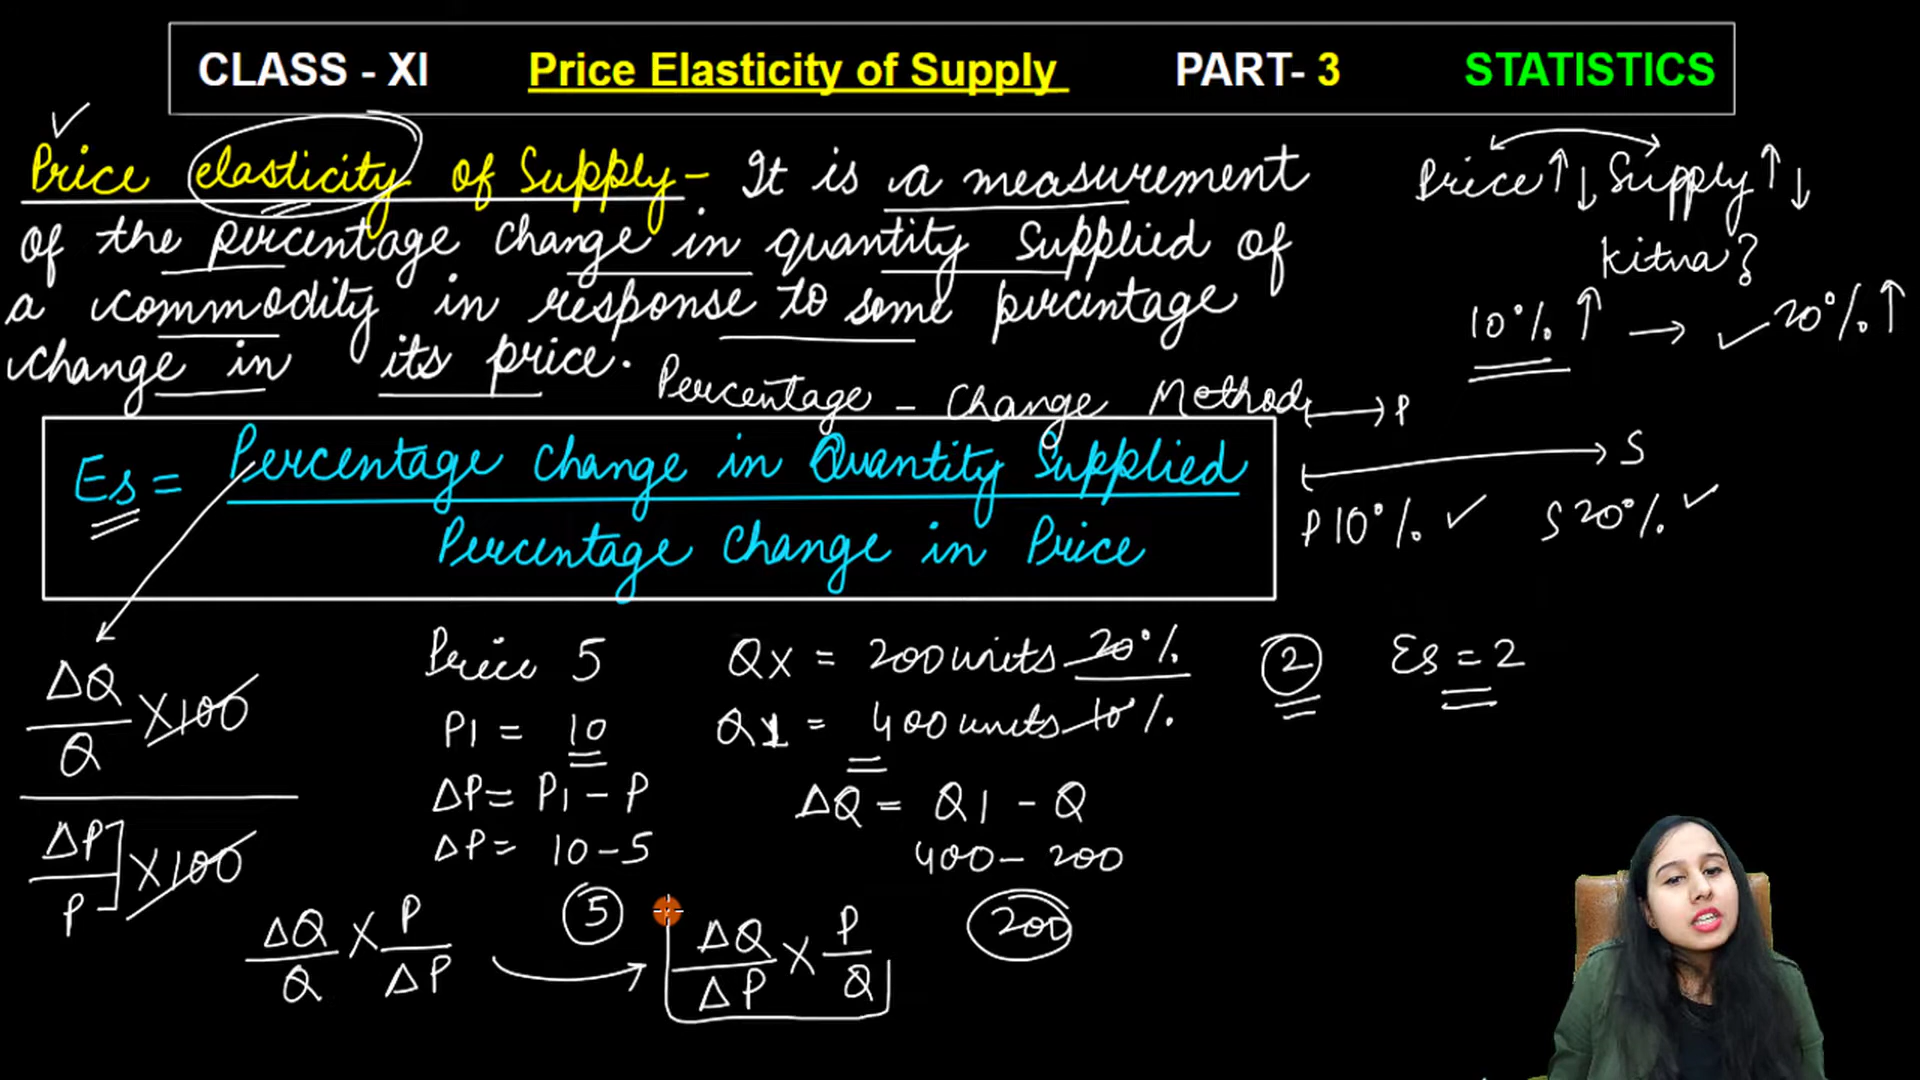 CLASS - XI Price Elasticity of Supply PART- 3 STATISTICS
Price elasticity of Supply - It is a measurement
of the percentage change in quantity Supplied of
a commodity in response to some percentage
change in its price.
Price ↑↓ Supply ↑↓
kitna?
10% ↑ → ✓ 20% ↑
Percentage - Change Method
P
S
P 10% ✓ S 20% ✓
Es = Percentage Change in Quantity Supplied
Percentage Change in Price
ΔQ
Q
X 100
ΔP
P
X 100
Price 5
P1 = 10
ΔP = P1 - P
ΔP = 10 - 5
5
QX = 200 units
Q1 = 400 units
20%
10%
2
Es = 2
ΔQ = Q1 - Q
400 - 200
200
ΔQ X P
Q ΔP
ΔQ X P
ΔP Q